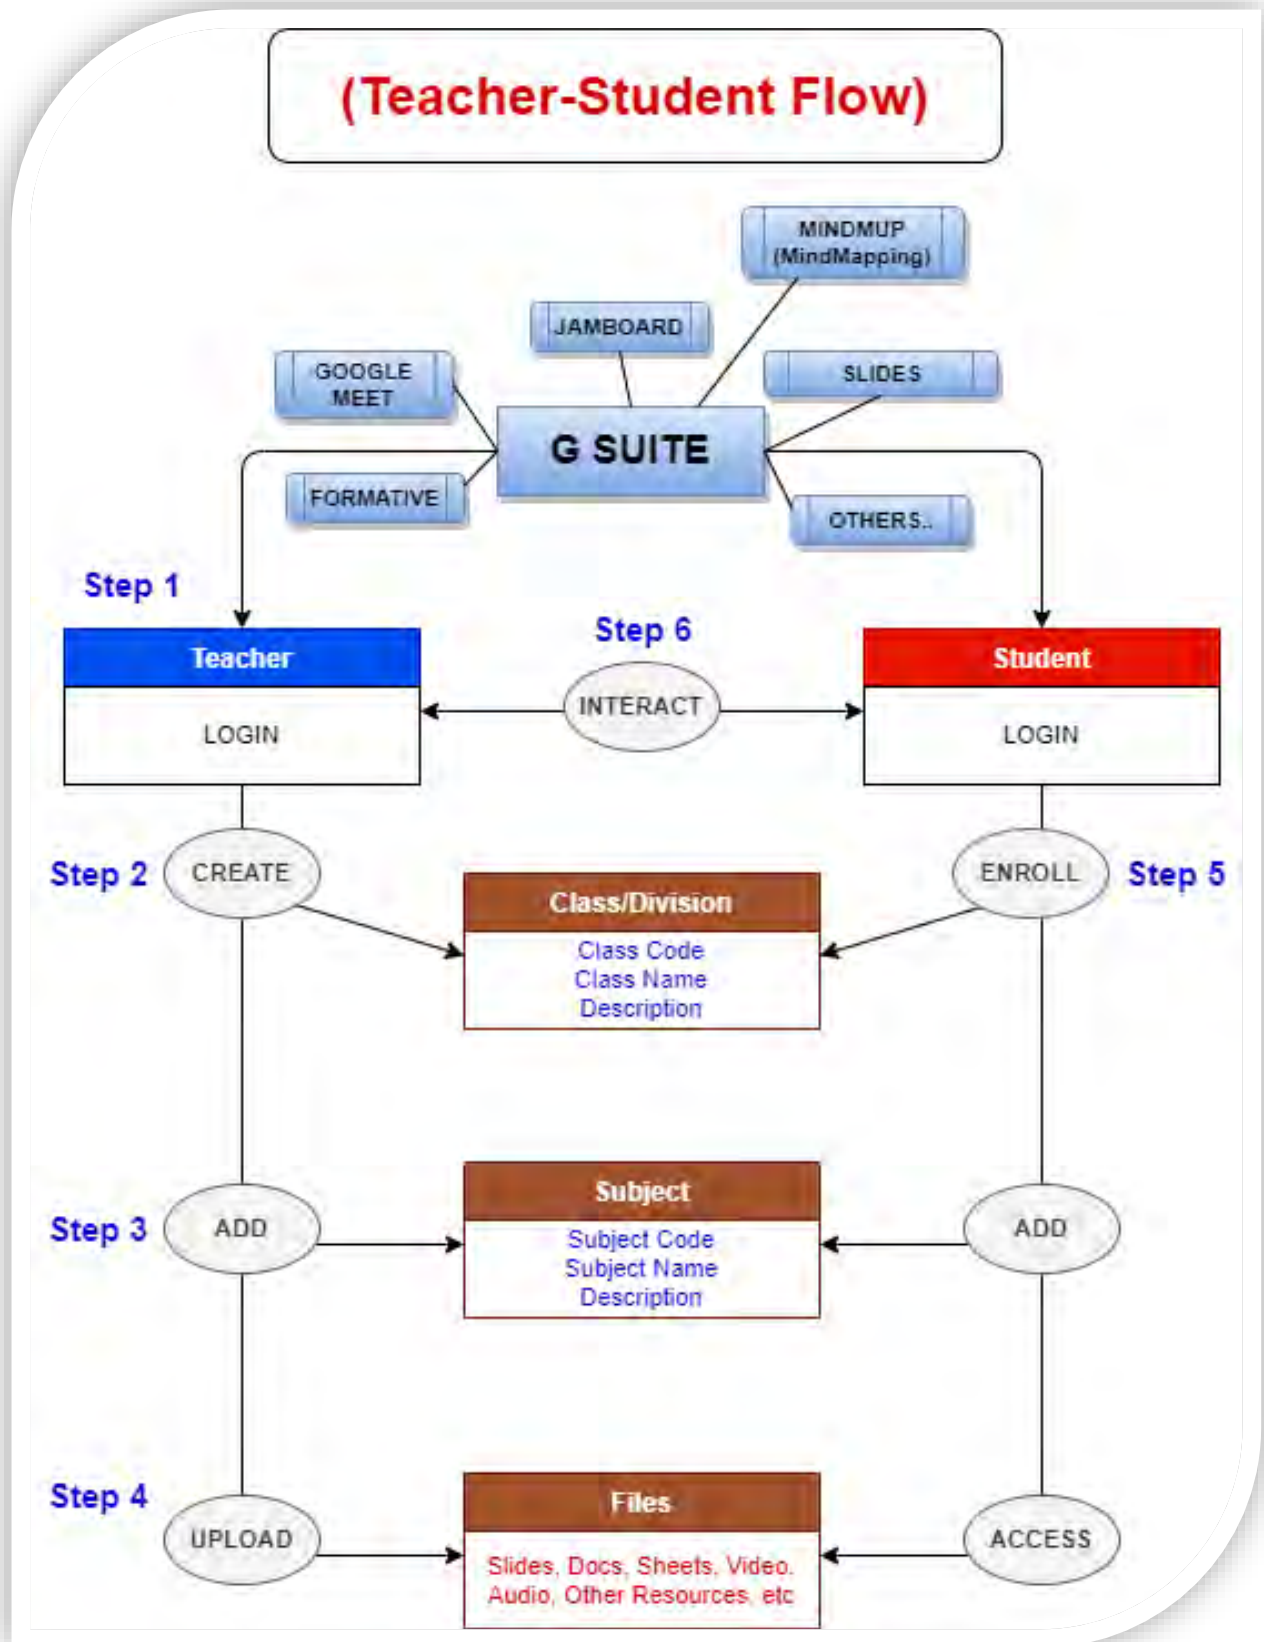 (Teacher-Student Flow)
MINDMUP
(MindMapping)
JAMBOARD
GOOGLE
MEET
SLIDES
G SUITE
FORMATIVE
OTHERS..
Step 1
Step 6
Teacher
LOGIN
INTERACT
Student
LOGIN
Step 2
CREATE
ENROLL
Step 5
Class/Division
Class Code
Class Name
Description
Step 3
ADD
Subject
Subject Code
Subject Name
Description
ADD
Step 4
UPLOAD
Files
Slides, Docs, Sheets, Video.
Audio, Other Resources, etc
ACCESS